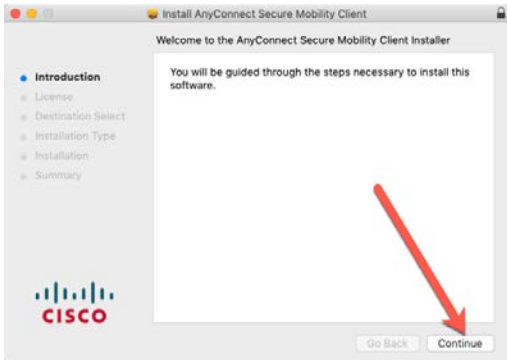 Install AnyConnect Secure Mobility Client
Welcome to the AnyConnect Secure Mobility Client Installer
Introduction
License
Destination Select
Installation Type
Installation
Summary
You will be guided through the steps necessary to install this
software.
CISCO
Go Back
Continue